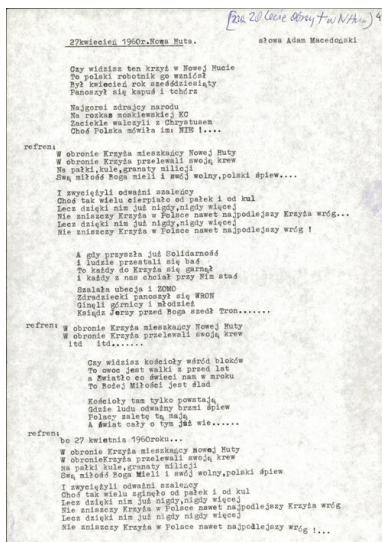 27kwiecień 1960r.Nowa Huta.
słowa Adam Macedoński
Czy widzisz ten krzyż w Nowej Hucie
To polski robotnik go wzniósł
Był kwiecień rok sześćdziesiąty
Panoszył się kapuś i tchórz
Najgorsi zdrajcy narodu
Na rozkaz moskiewskiej KC
Zaciekle walczyli z Chrystusem
Choć Polska mówiła im: NIE !....
refren:
W obronie Krzyża mieszkańcy Nowej Huty
W obronie Krzyża przelewali swoją krew
Na pałki,kule,granaty milicji
Swą miłość Boga mieli i swój wolny,polski śpiew....
I zwyciężyli odważni szaleńcy
Choć tak wielu cierpiało od pałek i od kul
Lecz dzięki nim już nigdy,nigdy więcej
Nie zniszczy Krzyża w Polsce nawet najpodlejszy Krzyża wróg...
Lecz dzięki nim już nigdy,nigdy więcej
Nie zniszczy Krzyża w Polsce nawet najpodlejszy Krzyża wróg !
A gdy przyszła już Solidarność
i ludzie przestali się bać
To każdy do Krzyża się garnął
i każdy z nas chciał przy Nim stać
Szalała ubecja i ZOMO
Zdradziecki panoszył się WRON
Ginęli górnicy i młodzież
Ksiądz Jerzy przed Boga szedł Tron.......
refren:
W obronie Krzyża mieszkańcy Nowej Huty
W obronie Krzyża przelewali swoją krew
itd itd......
Czy widzisz kościoły wśród bloków
To owoc jest walki z przed lat
a Światło co świeci nam w mroku
To Bożej Miłości jest ślad
Kościoły tam tylko powstają
Gdzie ludu odważny brzmi śpiew
Polacy zaletę tą mają
A świat cały o tym już wie......
refren:
bo 27 kwietnia 1960roku...
W obronie Krzyża mieszkańcy Nowej Huty
W obronieKrzyża przelewali swoją krew
Na pałki kule,granaty milicji
Swą miłość Boga Mieli i swój wolny,polski śpiew
I zwyciężyli odważni szaleńcy
Choć tak wielu zginęło od pałek i od kul
Lecz dzięki nim już nigdy,nigdy więcej
Nie zniszczy Krzyża w Polsce nawet najpodlejszy Krzyża wróg
Lecz dzięki nim już nigdy,nigdy więcej
Nie zniszczy Krzyża w Polsce nawet najpodlejszy Krzyża wróg !...